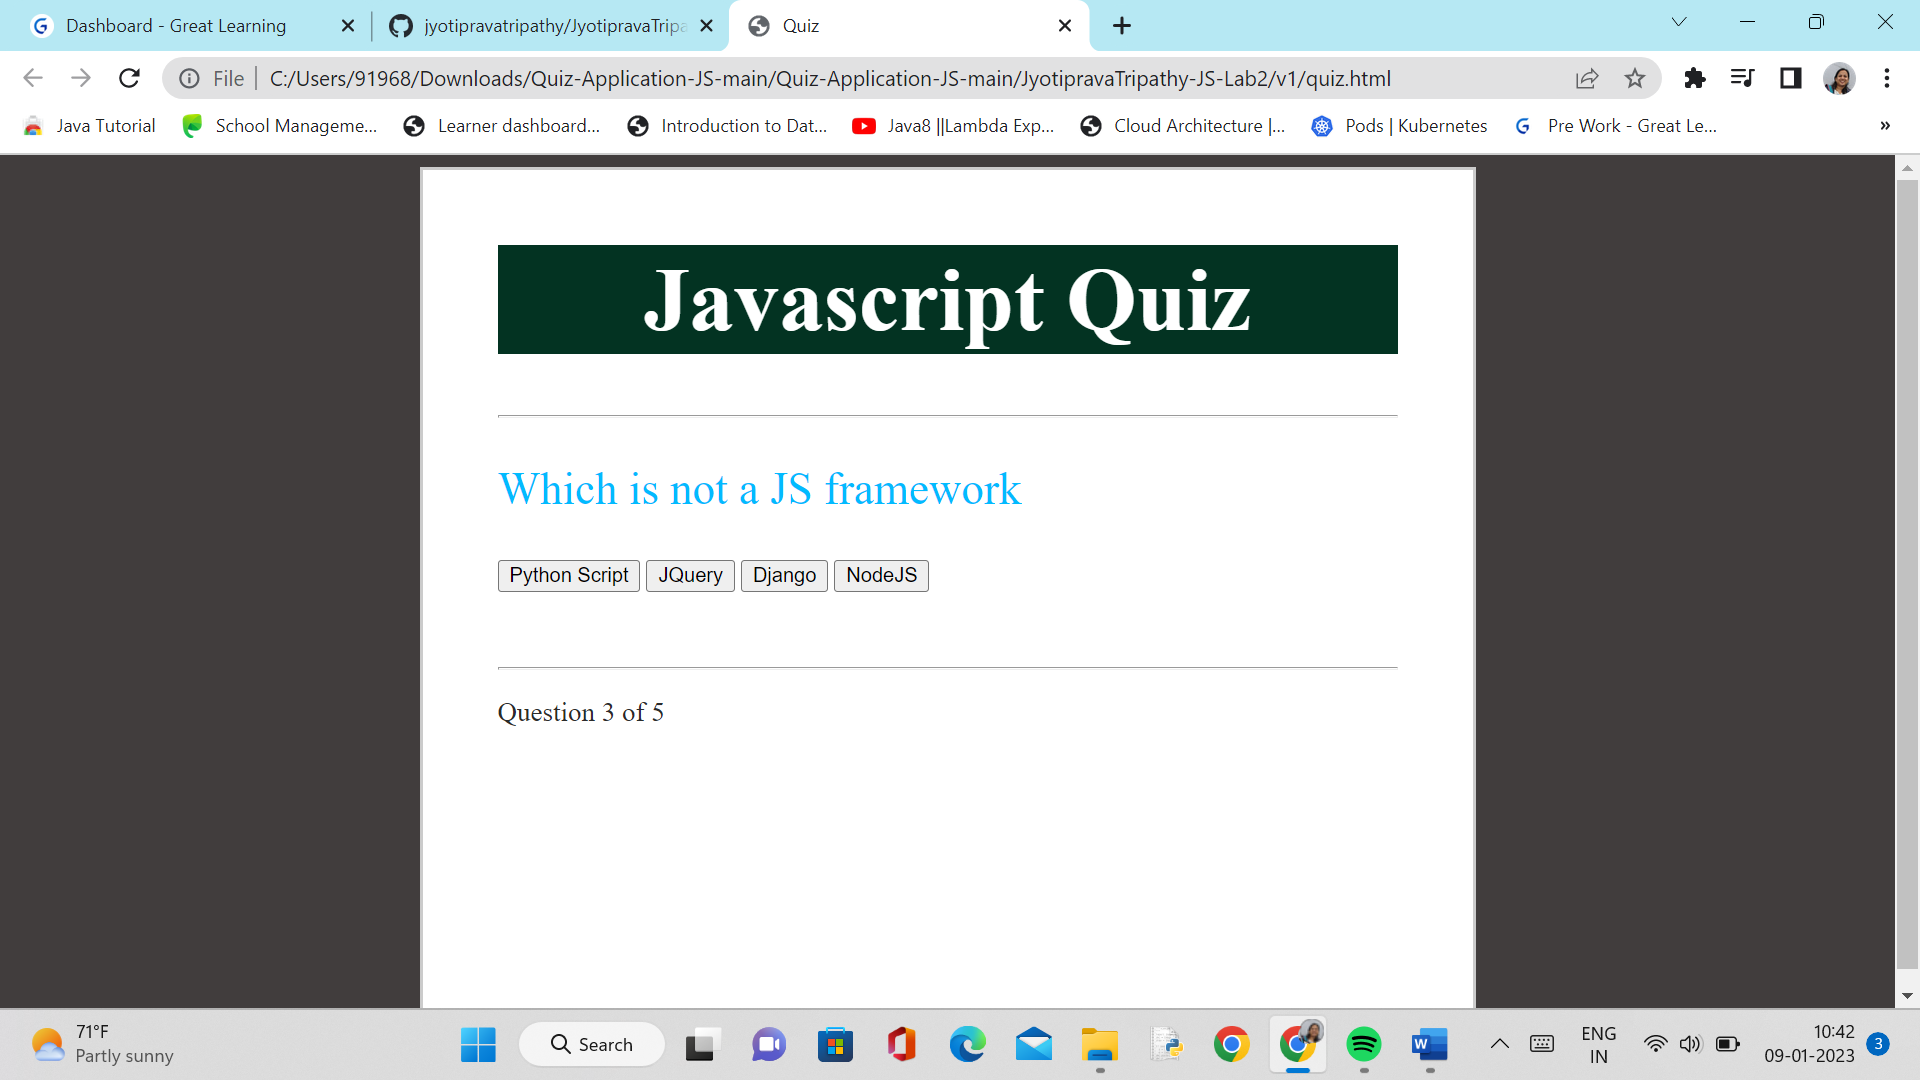 Dashboard - Great Learning
jyotipravatripathy/JyotipravaTripa
Quiz
File
C:/Users/91968/Downloads/Quiz-Application-JS-main/Quiz-Application-JS-main/JyotipravaTripathy-JS-Lab2/v1/quiz.html
Java Tutorial
School Manageme...
Learner dashboard...
Introduction to Dat...
Java8 ||Lambda Exp...
Cloud Architecture |...
Pods | Kubernetes
Pre Work - Great Le...
»
Javascript Quiz
Which is not a JS framework
Python Script JQuery Django NodeJS
Question 3 of 5
71°F
Partly sunny
Search
ENG
IN
10:42
09-01-2023
3